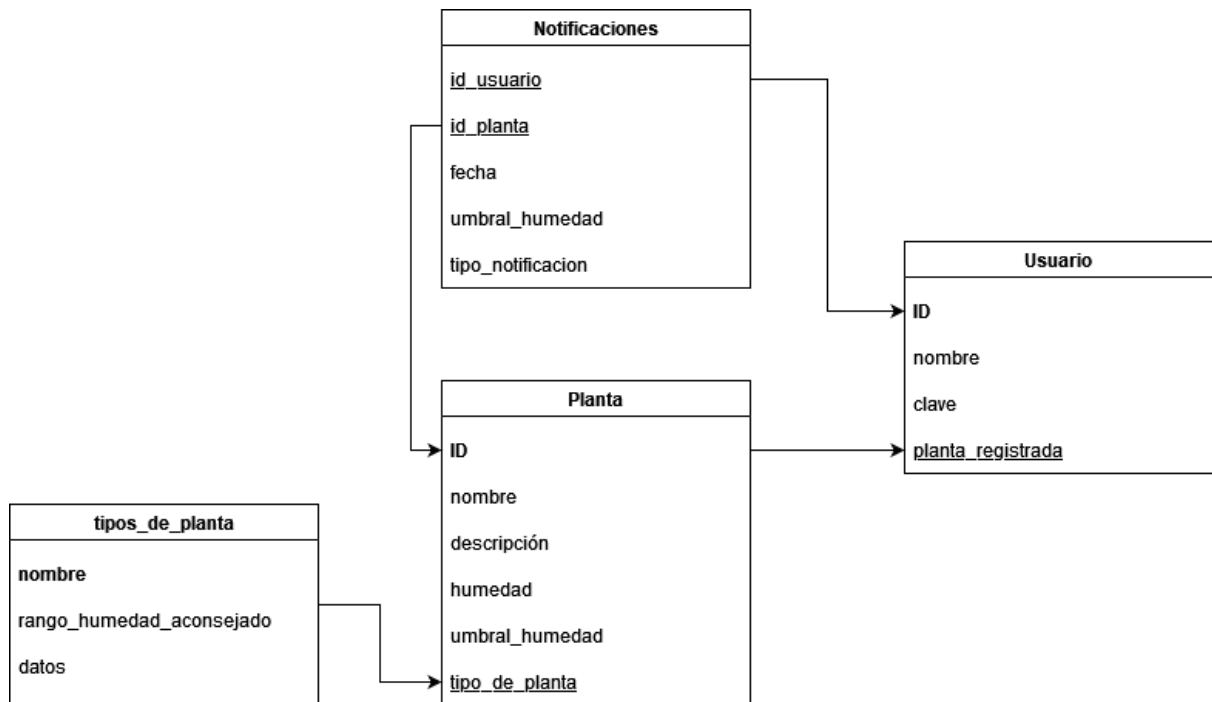 Notificaciones
id_usuario
id_planta
fecha
umbral_humedad
tipo_notificacion
Usuario
ID
nombre
clave
planta_registrada
Planta
ID
nombre
descripción
humedad
umbral_humedad
tipo_de_planta
tipos_de_planta
nombre
rango_humedad_aconsejado
datos